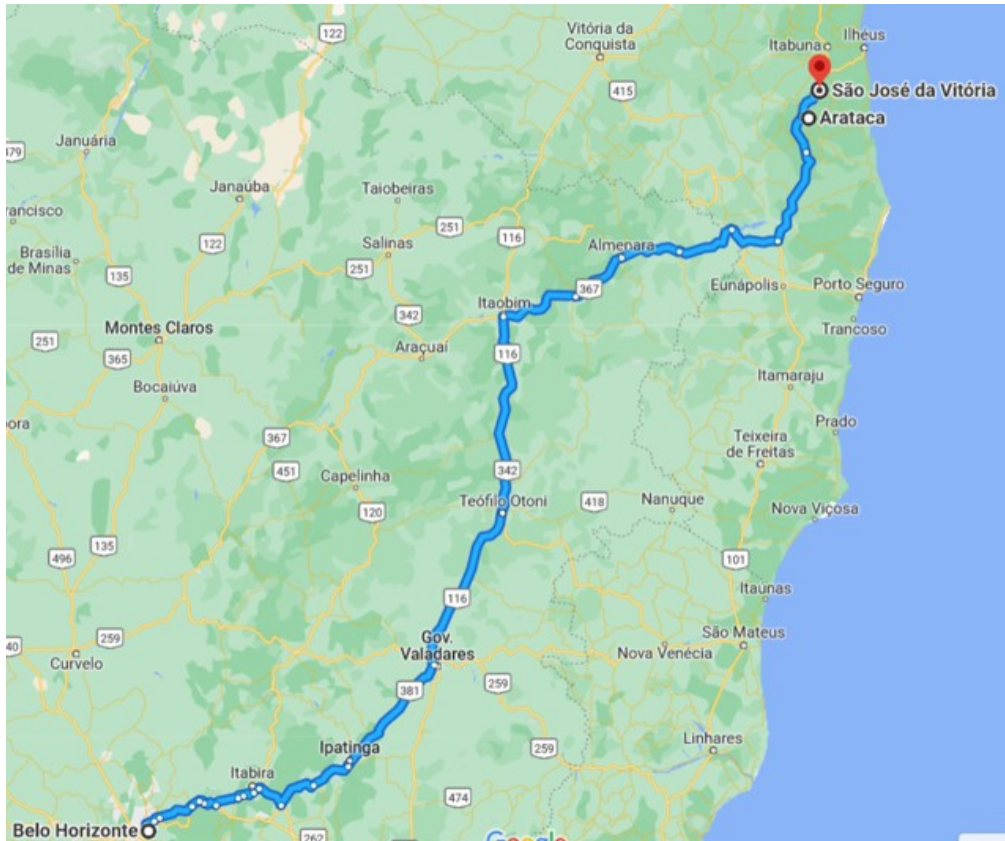 122
Vitória da
Conquista
Itabuna
Ilhéus
415
São José da Vitória
Arataca
Januária
479
Janaúba
Taiobeiras
rancisco
122
251
116
Salinas
Almenara
Brasília
de Minas
135
251
367
Eunápolis
Porto Seguro
Itaobim
342
Trancoso
Montes Claros
251
Araçuaí
116
365
Itamaraju
Bocaiúva
ora
Prado
367
Teixeira
de Freitas
451
Capelinha
342
Teófilo Otoni
418
Nanuque
Nova Viçosa
120
135
496
101
Itaúnas
116
259
São Mateus
40
Gov.
Valadares
Nova Venécia
Curvelo
381
259
Ipatinga
259
Linhares
Itabira
474
Belo Horizonte
262
Google